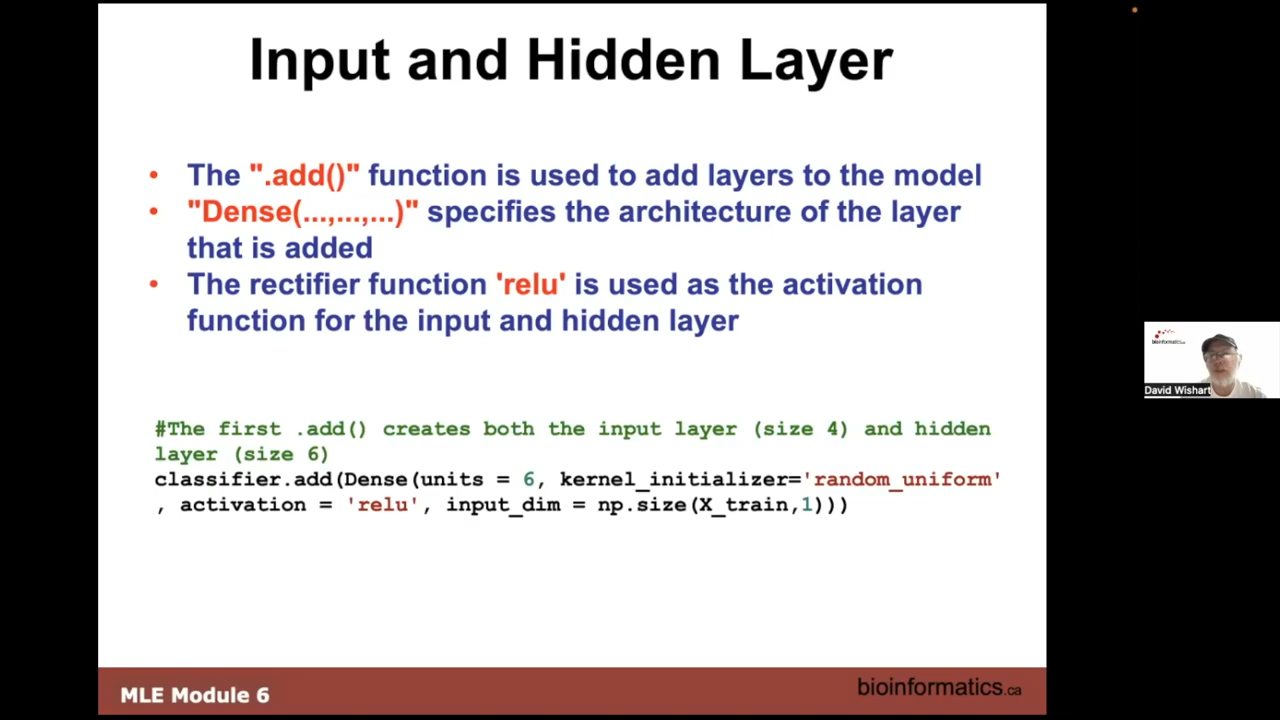 Input and Hidden Layer
• The ".add()" function is used to add layers to the model
• "Dense(...,...,...)" specifies the architecture of the layer
that is added
• The rectifier function 'relu' is used as the activation
function for the input and hidden layer
#The first .add() creates both the input layer (size 4) and hidden
layer (size 6)
classifier.add(Dense(units = 6, kernel_initializer='random_uniform'
, activation = 'relu', input_dim = np.size(X_train,1)))
bioinformatics.ca
David Wishart
MLE Module 6
bioinformatics.ca